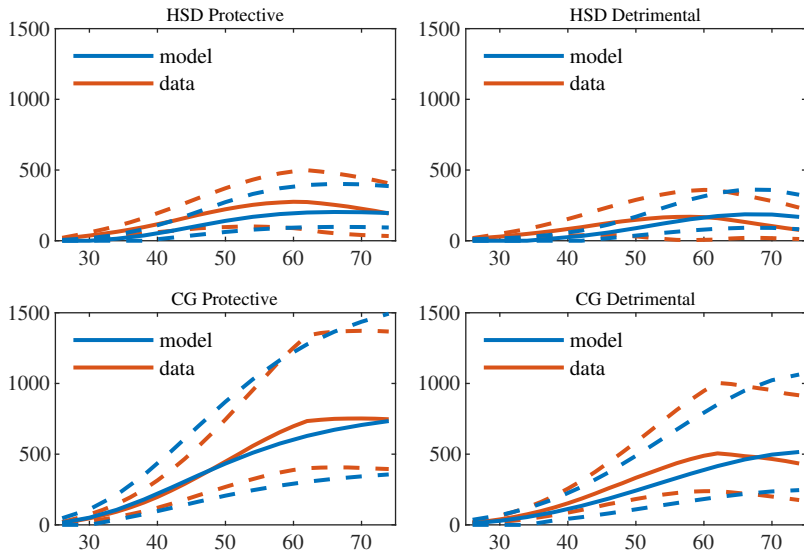 HSD Protective
1500
1000
500
0
model
data
30 40 50 60 70
HSD Detrimental
1500
1000
500
0
model
data
30 40 50 60 70
CG Protective
1500
1000
500
0
model
data
30 40 50 60 70
CG Detrimental
1500
1000
500
0
model
data
30 40 50 60 70